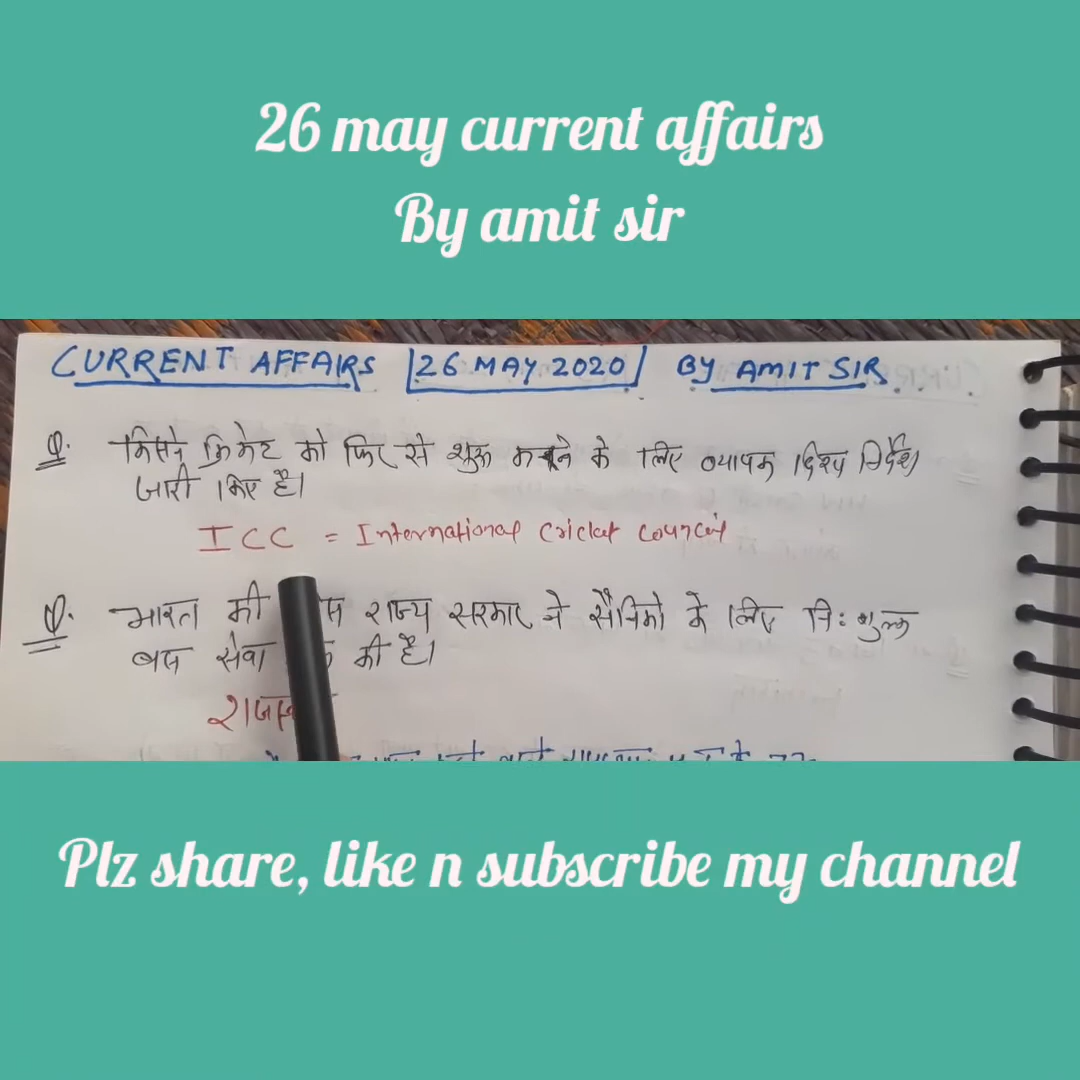 26 may current affairs
By amit sir
CURRENT AFFAIRS 26 MAY 2020 BY AMIT SIR
Q. किसने क्रिकेट को फिर से शुरू करने के लिए व्यापक दिशा निर्देश
जारी किए है।
ICC = International Cricket Council
Q. भारत की राज्य सरकार ने सैनिको के लिए नि:शुल्क
बस सेवा की है।
Plz share, like n subscribe my channel